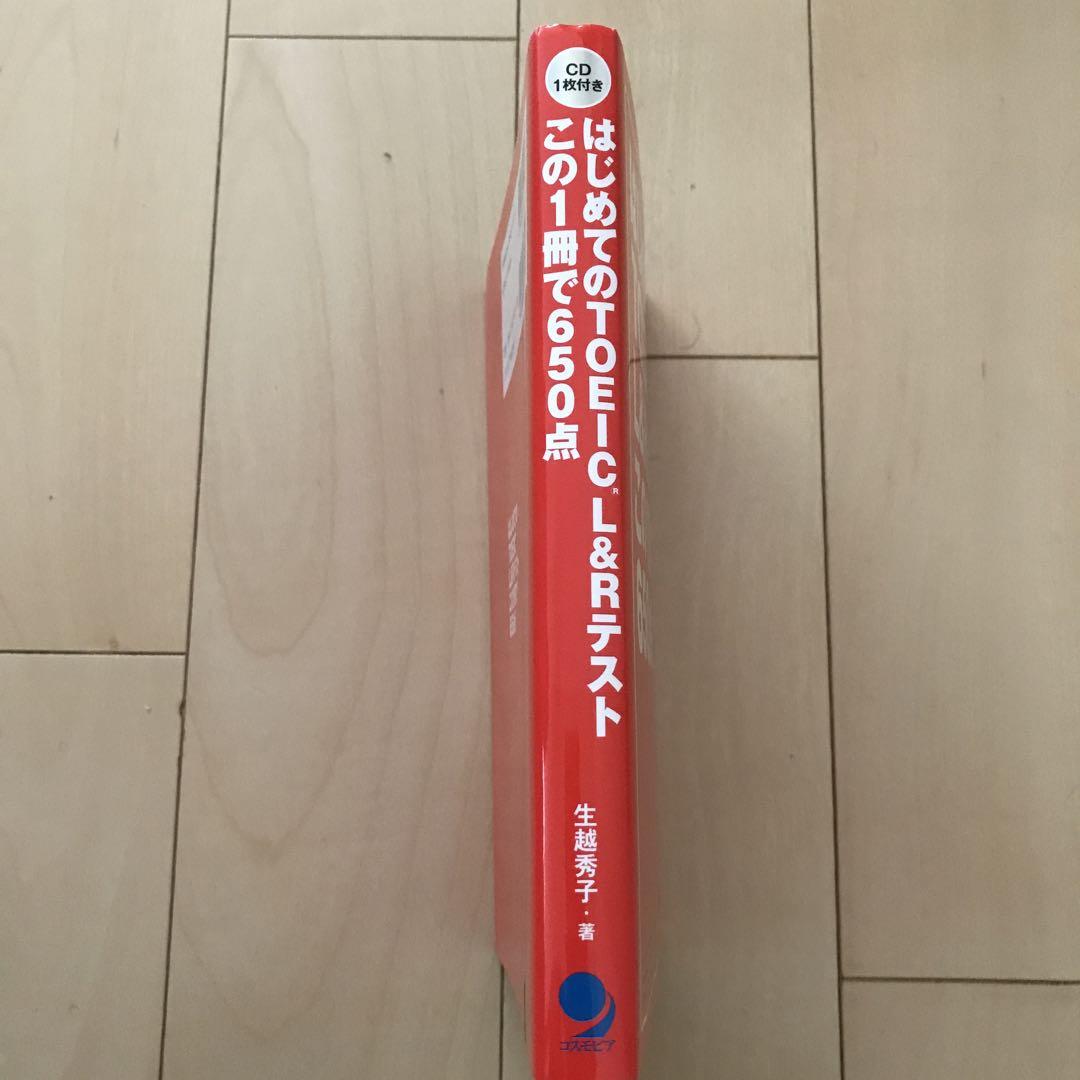 CD
1枚付き
はじめてのTOEIC® L&Rテスト
この1冊で650点
生越秀子・著
コスモピア